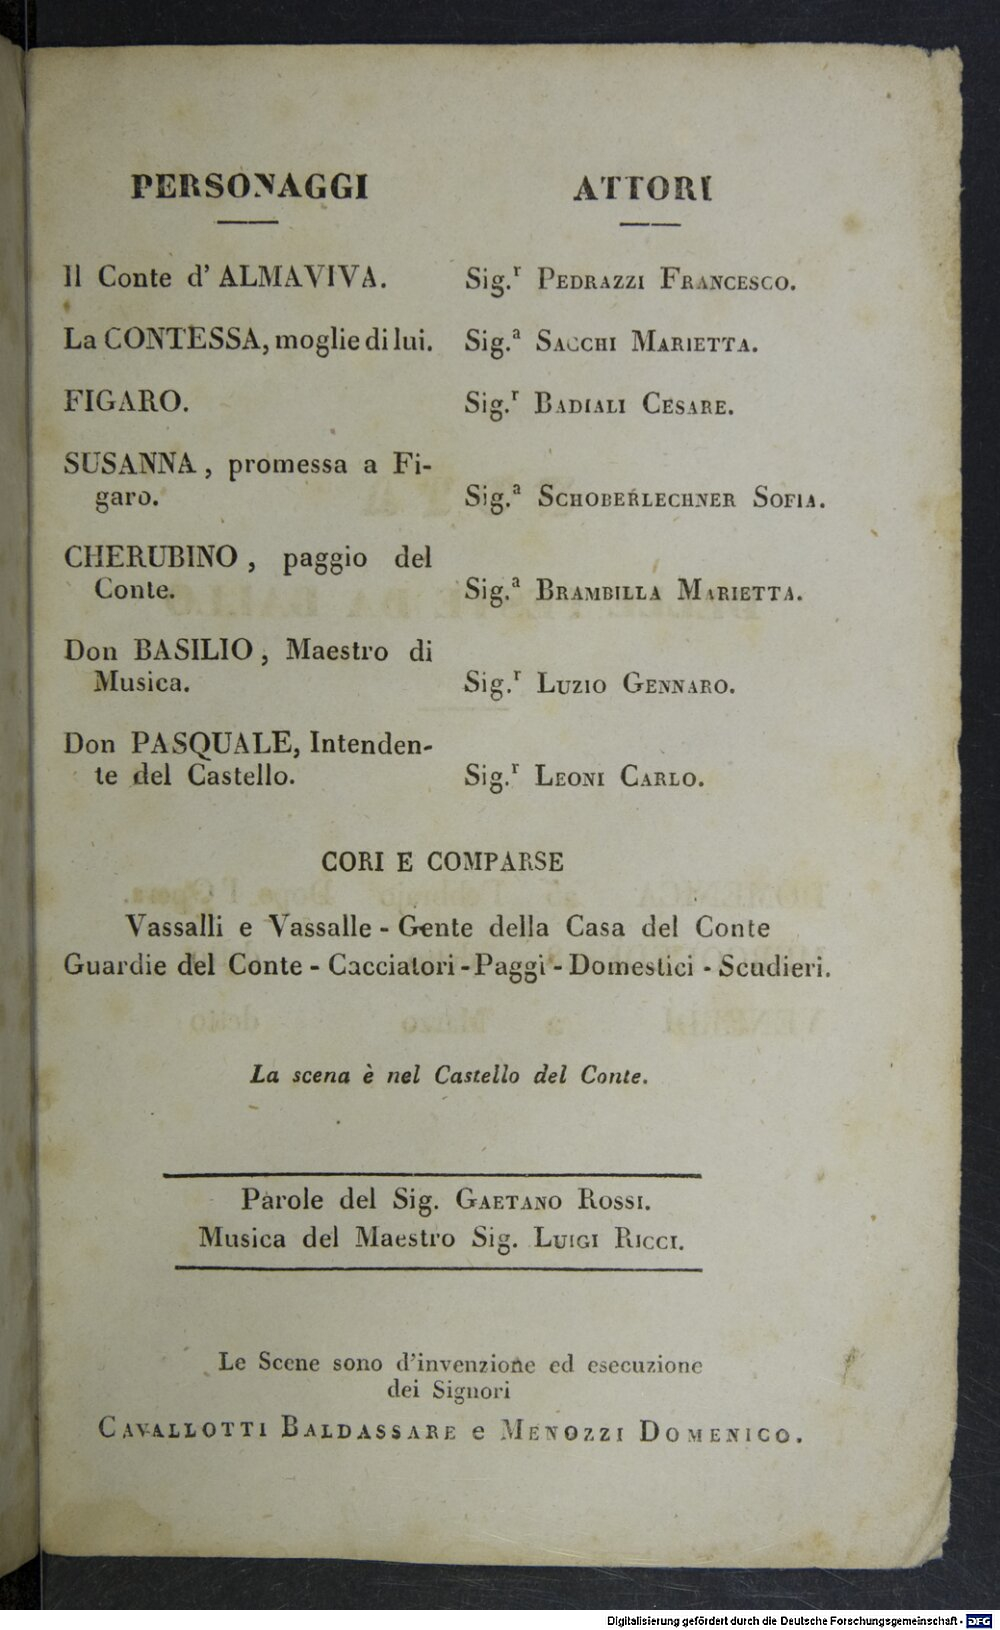 PERSONAGGI ATTORI
Il Conte d' ALMAVIVA. Sig.r PEDRAZZI FRANCESCO.
La CONTESSA, moglie di lui. Sig.a SACCHI MARIETTA.
FIGARO. Sig.r BADIALI CESARE.
SUSANNA, promessa a Fi-
garo. Sig.a SCHOBERLECHNER SOFIA.
CHERUBINO, paggio del
Conte. Sig.a BRAMBILLA MARIETTA.
Don BASILIO, Maestro di
Musica. Sig.r LUZIO GENNARO.
Don PASQUALE, Intenden-
te del Castello. Sig.r LEONI CARLO.
CORI E COMPARSE
Vassalli e Vassalle - Gente della Casa del Conte
Guardie del Conte - Cacciatori - Paggi - Domestici - Scudieri.
La scena è nel Castello del Conte.
Parole del Sig. GAETANO ROSSI.
Musica del Maestro Sig. LUIGI RICCI.
Le Scene sono d'invenzione ed esecuzione
dei Signori
CAVALLOTTI BALDASSARE e MENOZZI DOMENICO.
Digitalisierung gefördert durch die Deutsche Forschungsgemeinschaft - DFG